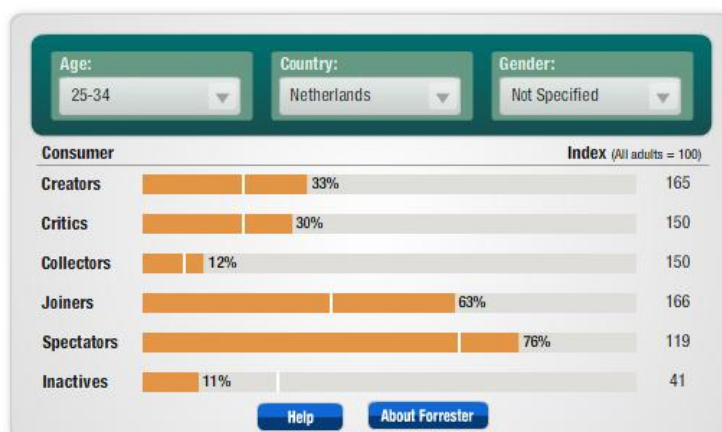 Age: Country: Gender:
25-34 Netherlands Not Specified
Consumer Index (All adults = 100)
Creators 33% 165
Critics 30% 150
Collectors 12% 150
Joiners 63% 166
Spectators 76% 119
Inactives 11% 41
Help About Forrester